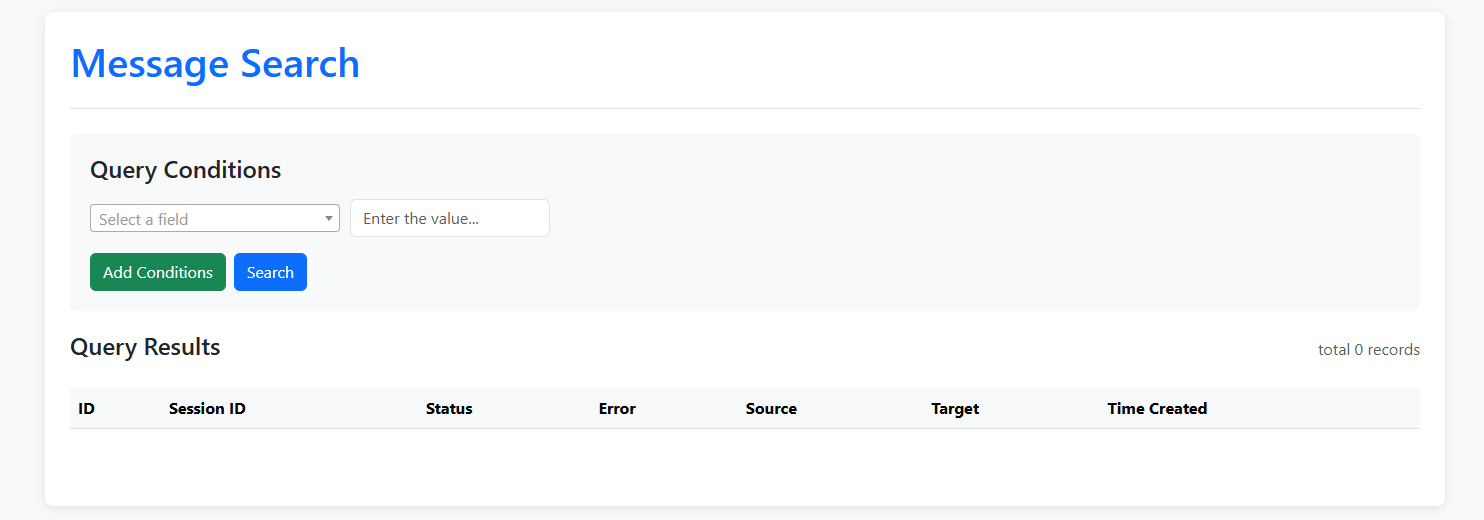 Message Search
Query Conditions
Select a field
Enter the value...
Add Conditions
Search
Query Results
total 0 records
ID Session ID Status Error Source Target Time Created